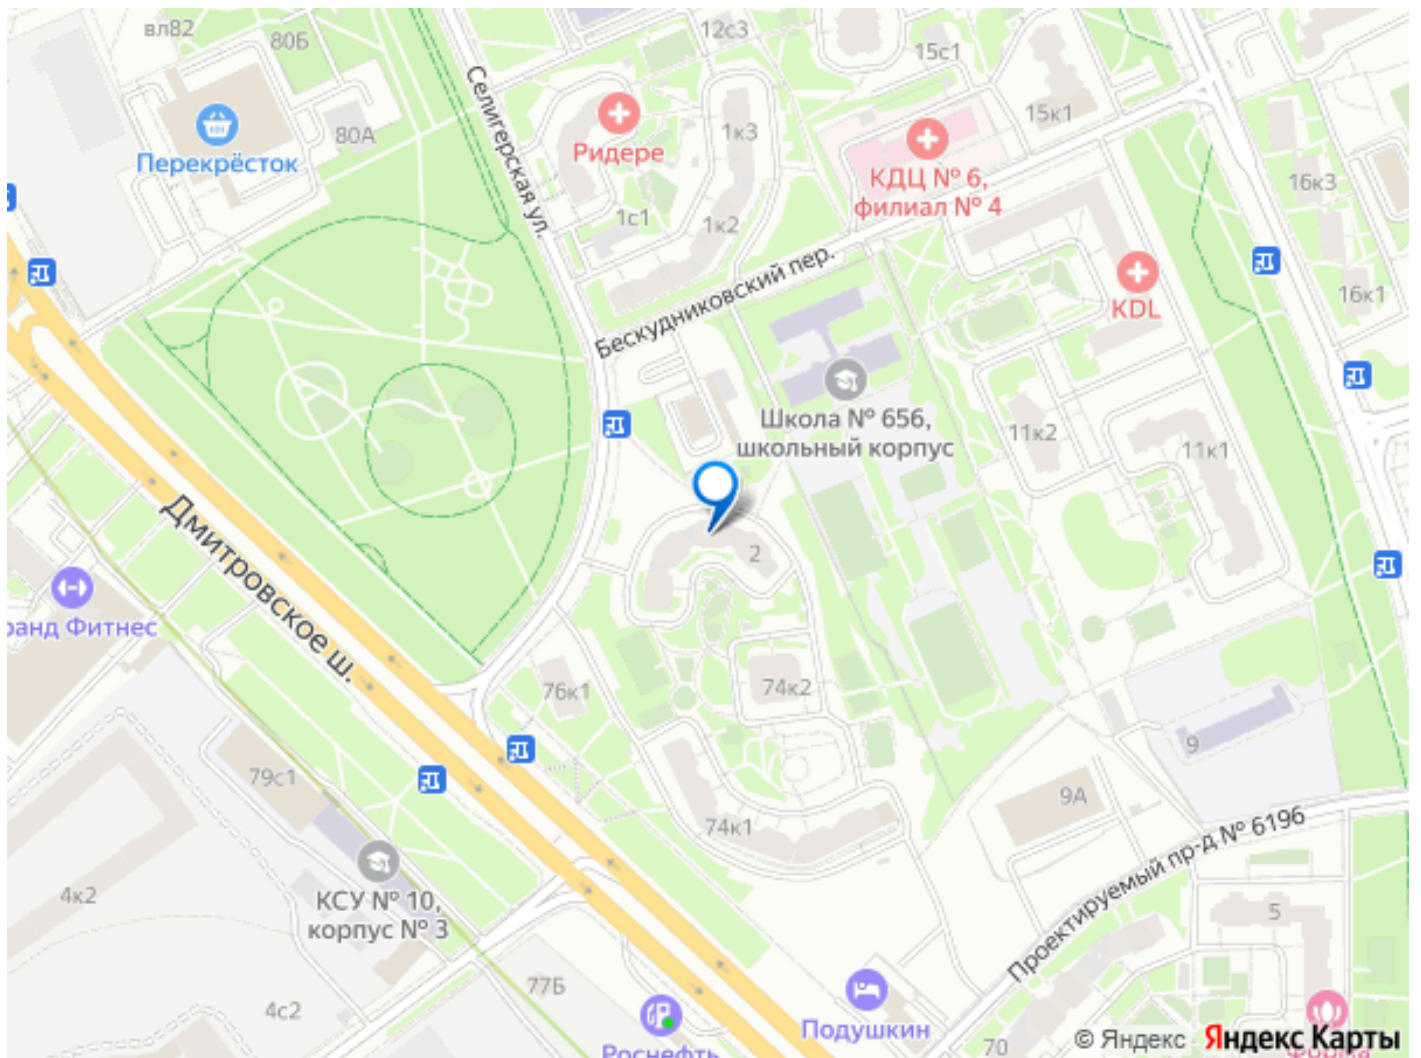 вл82
80Б
12с3
15с1
Перекрёсток
80А
Селигерская ул.
Ридере
1к3
15к1
КДЦ № 6,
филиал № 4
16к3
1с1
1к2
Бескудниковский пер.
KDL
16к1
Школа № 656,
школьный корпус
11к2
11к1
2
Дмитровское ш.
ранд Фитнес
76к1
74к2
9
79с1
74к1
9А
Проектируемый пр-д № 6196
4к2
КСУ № 10,
корпус № 3
5
77Б
4с2
Подушкин
Роснефть
70
© Яндекс Яндекс Карты